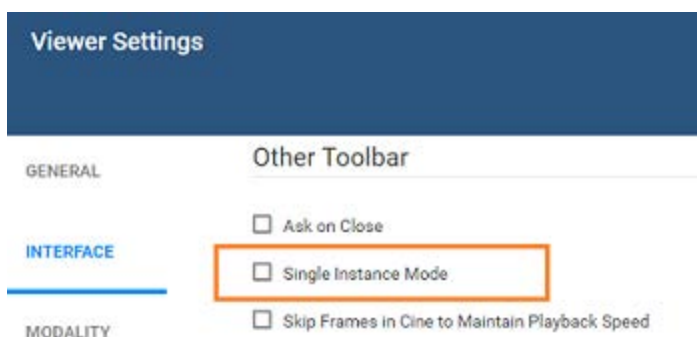 Viewer Settings
GENERAL
INTERFACE
MODALITY
Other Toolbar
Ask on Close
Single Instance Mode
Skip Frames in Cine to Maintain Playback Speed